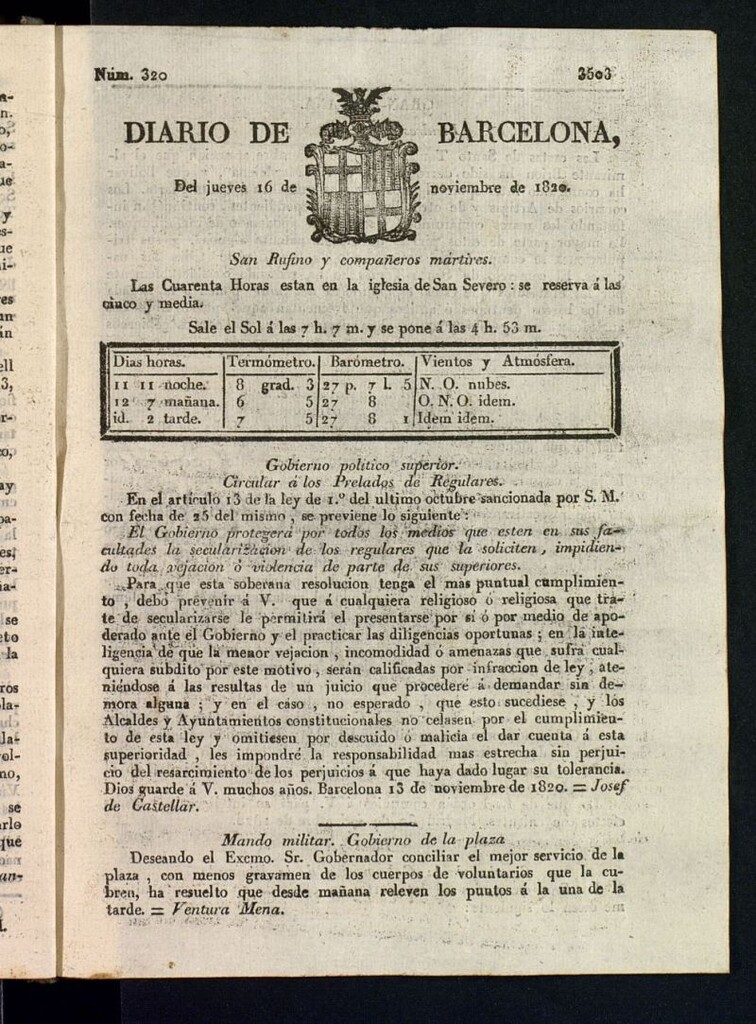 Núm. 320 3503
DIARIO DE BARCELONA,
Del jueves 16 de noviembre de 1820.
San Rufino y compañeros mártires.
Las Cuarenta Horas estan en la iglesia de San Severo : se reserva á las
cinco y media.
Sale el Sol á las 7 h. 7 m. y se pone á las 4 h. 53 m.
Dias horas. Termómetro. Barómetro. Vientos y Atmósfera.
11 11 noche. 8 grad. 3 27 p. 7 l. 5 N. O. nubes.
12 7 mañana. 6 5 27 8 O. N. O. idem.
id. 2 tarde. 7 5 27 8 1 Idem idem.
Gobierno politico superior.
Circular á los Prelados de Regulares.
En el artículo 13 de la ley de 1.º del ultimo octubre sancionada por S. M.
con fecha de 25 del mismo , se previene lo siguiente :
El Gobierno protegerá por todos los medios que esten en sus fa-
cultades la secularizacion de los regulares que la soliciten, impidien-
do toda vejacion ó violencia de parte de sus superiores.
Para que esta soberana resolucion tenga el mas puntual cumplimien-
to , debo prevenir á V. que á cualquiera religioso ó religiosa que tra-
te de secularizarse le permitirá el presentarse por sí ó por medio de apo-
derado ante el Gobierno y el practicar las diligencias oportunas ; en la inte-
ligencia de que la menor vejacion , incomodidad ó amenazas que sufra cual-
quiera subdito por este motivo , serán calificadas por infraccion de ley , ate-
niéndose á las resultas de un juicio que procederé á demandar sin de-
mora alguna ; y en el caso , no esperado , que esto sucediese , y los
Alcaldes y Ayuntamientos constitucionales no celasen por el cumplimien-
to de esta ley y omitiesen por descuido ó malicia el dar cuenta á esta
superioridad , les impondré la responsabilidad mas estrecha sin perjui-
cio del resarcimiento de los perjuicios á que haya dado lugar su tolerancia.
Dios guarde á V. muchos años. Barcelona 13 de noviembre de 1820. = Josef
de Castellar.
Mando militar. Gobierno de la plaza
Deseando el Excmo. Sr. Gobernador conciliar el mejor servicio de la
plaza , con menos gravamen de los cuerpos de voluntarios que la cu-
bren, ha resuelto que desde mañana releven los puntos á la una de la
tarde. = Ventura Mena.